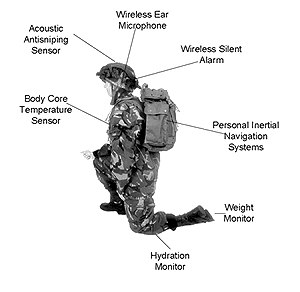 Wireless Ear
Microphone
Acoustic
Antisniping
Sensor
Wireless Silent
Alarm
Body Core
Temperature
Sensor
Personal Inertial
Navigation
Systems
Weight
Monitor
Hydration
Monitor